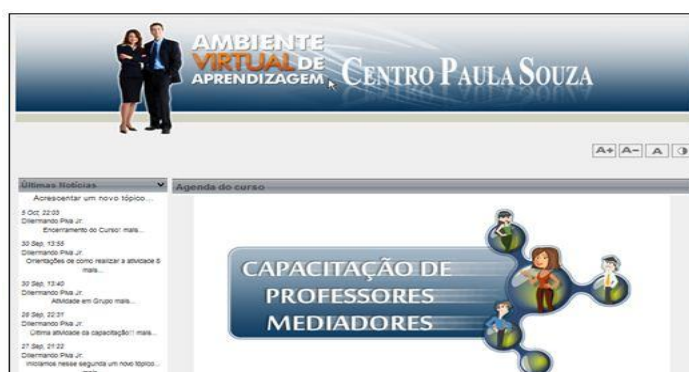 AMBIENTE
VIRTUAL DE
APRENDIZAGEM
CENTRO PAULA SOUZA
A+ A- A
Últimas Notícias
Agenda do curso
Acrescentar um novo tópico...
5 Oct, 22:03
Dilermando Piva Jr.
Encerramento do Curso! mais...
30 Sep, 13:55
Dilermando Piva Jr.
Orientações de como realizar a atividade 8
mais...
30 Sep, 13:40
Dilermando Piva Jr.
Atividade em Grupo mais...
28 Sep, 22:31
Dilermando Piva Jr.
Última atividade da capacitação!! mais...
27 Sep, 21:22
Dilermando Piva Jr.
Iniciamos nesse segunda um novo tópico...
mais...
CAPACITAÇÃO DE
PROFESSORES
MEDIADORES